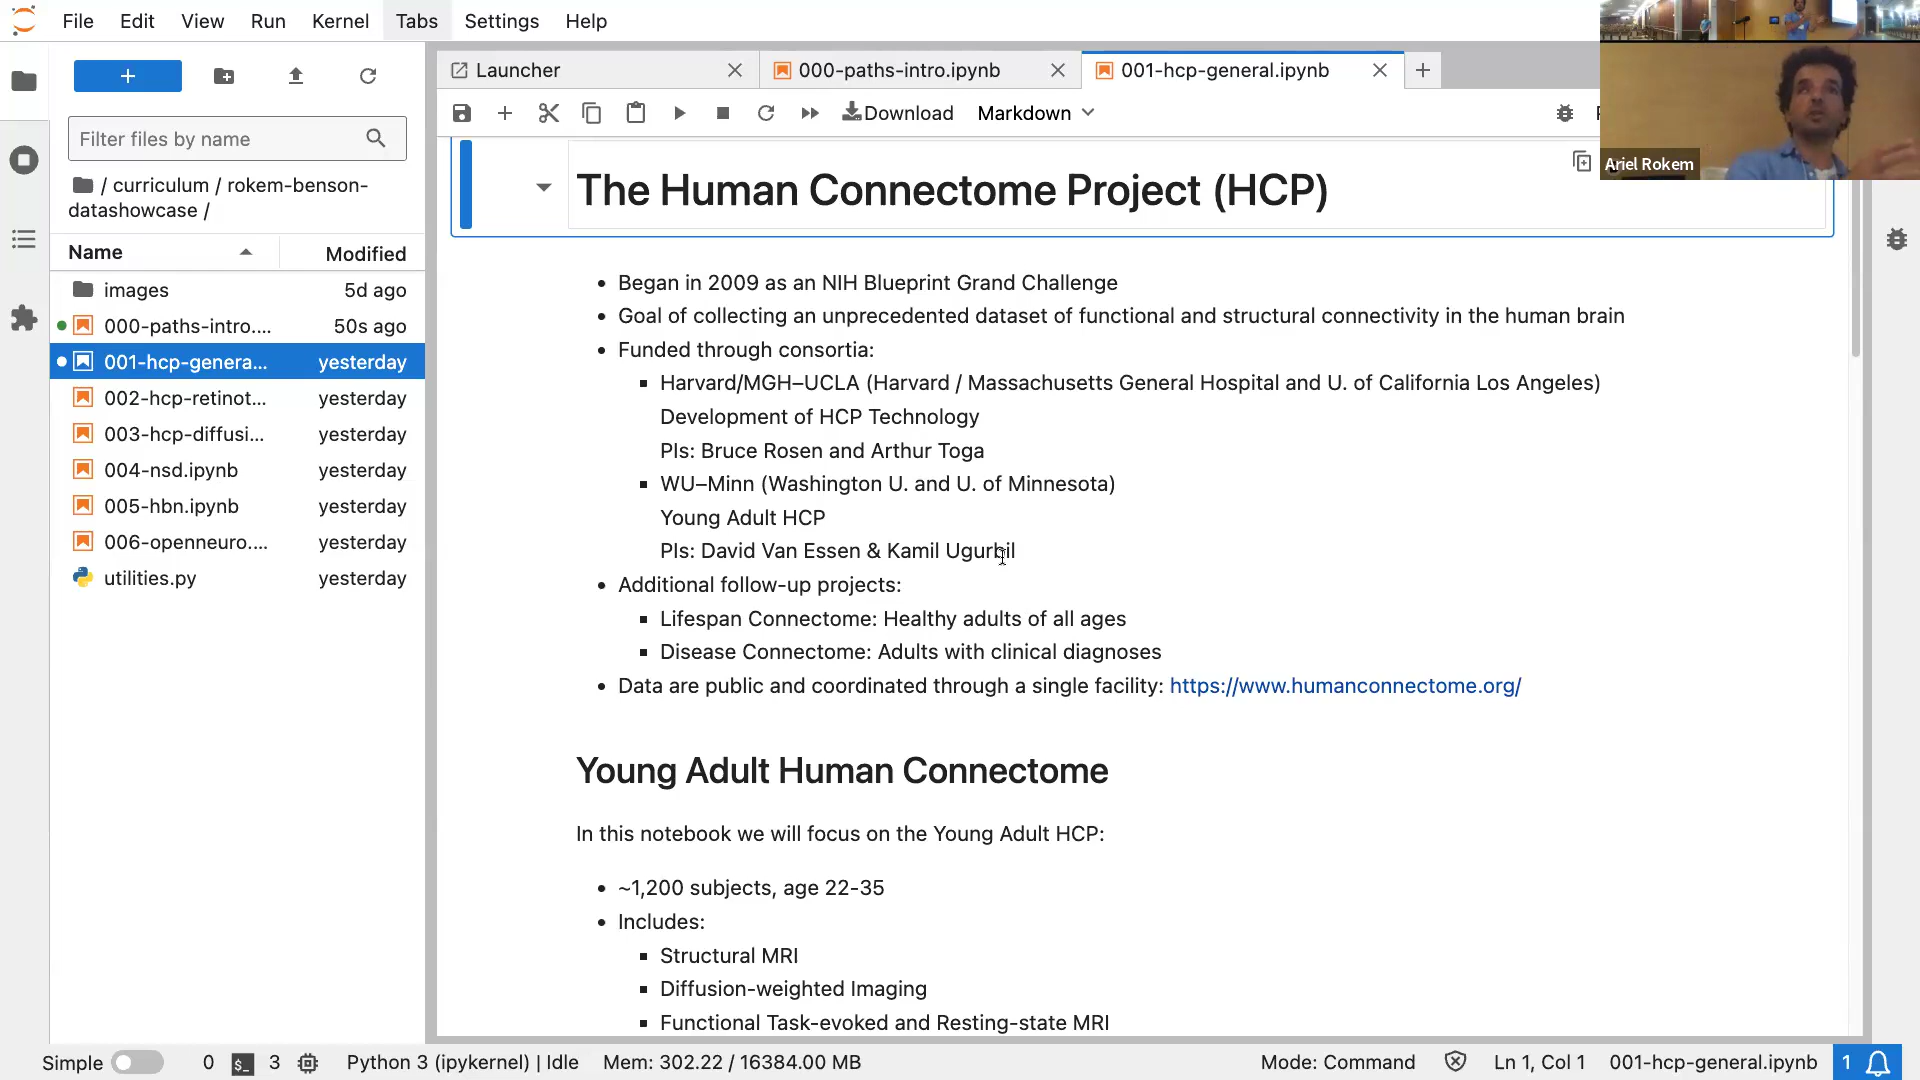 File Edit View Run Kernel Tabs Settings Help
Launcher
000-paths-intro.ipynb
001-hcp-general.ipynb
Download
Markdown
Ariel Rokem
Filter files by name
/ curriculum / rokem-benson-
datashowcase /
Name Modified
images 5d ago
000-paths-intro.... 50s ago
001-hcp-genera... yesterday
002-hcp-retinot... yesterday
003-hcp-diffusi... yesterday
004-nsd.ipynb yesterday
005-hbn.ipynb yesterday
006-openneuro.... yesterday
utilities.py yesterday
The Human Connectome Project (HCP)
• Began in 2009 as an NIH Blueprint Grand Challenge
• Goal of collecting an unprecedented dataset of functional and structural connectivity in the human brain
• Funded through consortia:
▪ Harvard/MGH–UCLA (Harvard / Massachusetts General Hospital and U. of California Los Angeles)
Development of HCP Technology
PIs: Bruce Rosen and Arthur Toga
▪ WU–Minn (Washington U. and U. of Minnesota)
Young Adult HCP
PIs: David Van Essen & Kamil Ugurbil
• Additional follow-up projects:
▪ Lifespan Connectome: Healthy adults of all ages
▪ Disease Connectome: Adults with clinical diagnoses
• Data are public and coordinated through a single facility: https://www.humanconnectome.org/
Young Adult Human Connectome
In this notebook we will focus on the Young Adult HCP:
• ~1,200 subjects, age 22-35
• Includes:
▪ Structural MRI
▪ Diffusion-weighted Imaging
▪ Functional Task-evoked and Resting-state MRI
Simple 0 $_ 3 Python 3 (ipykernel) | Idle Mem: 302.22 / 16384.00 MB Mode: Command Ln 1, Col 1 001-hcp-general.ipynb 1